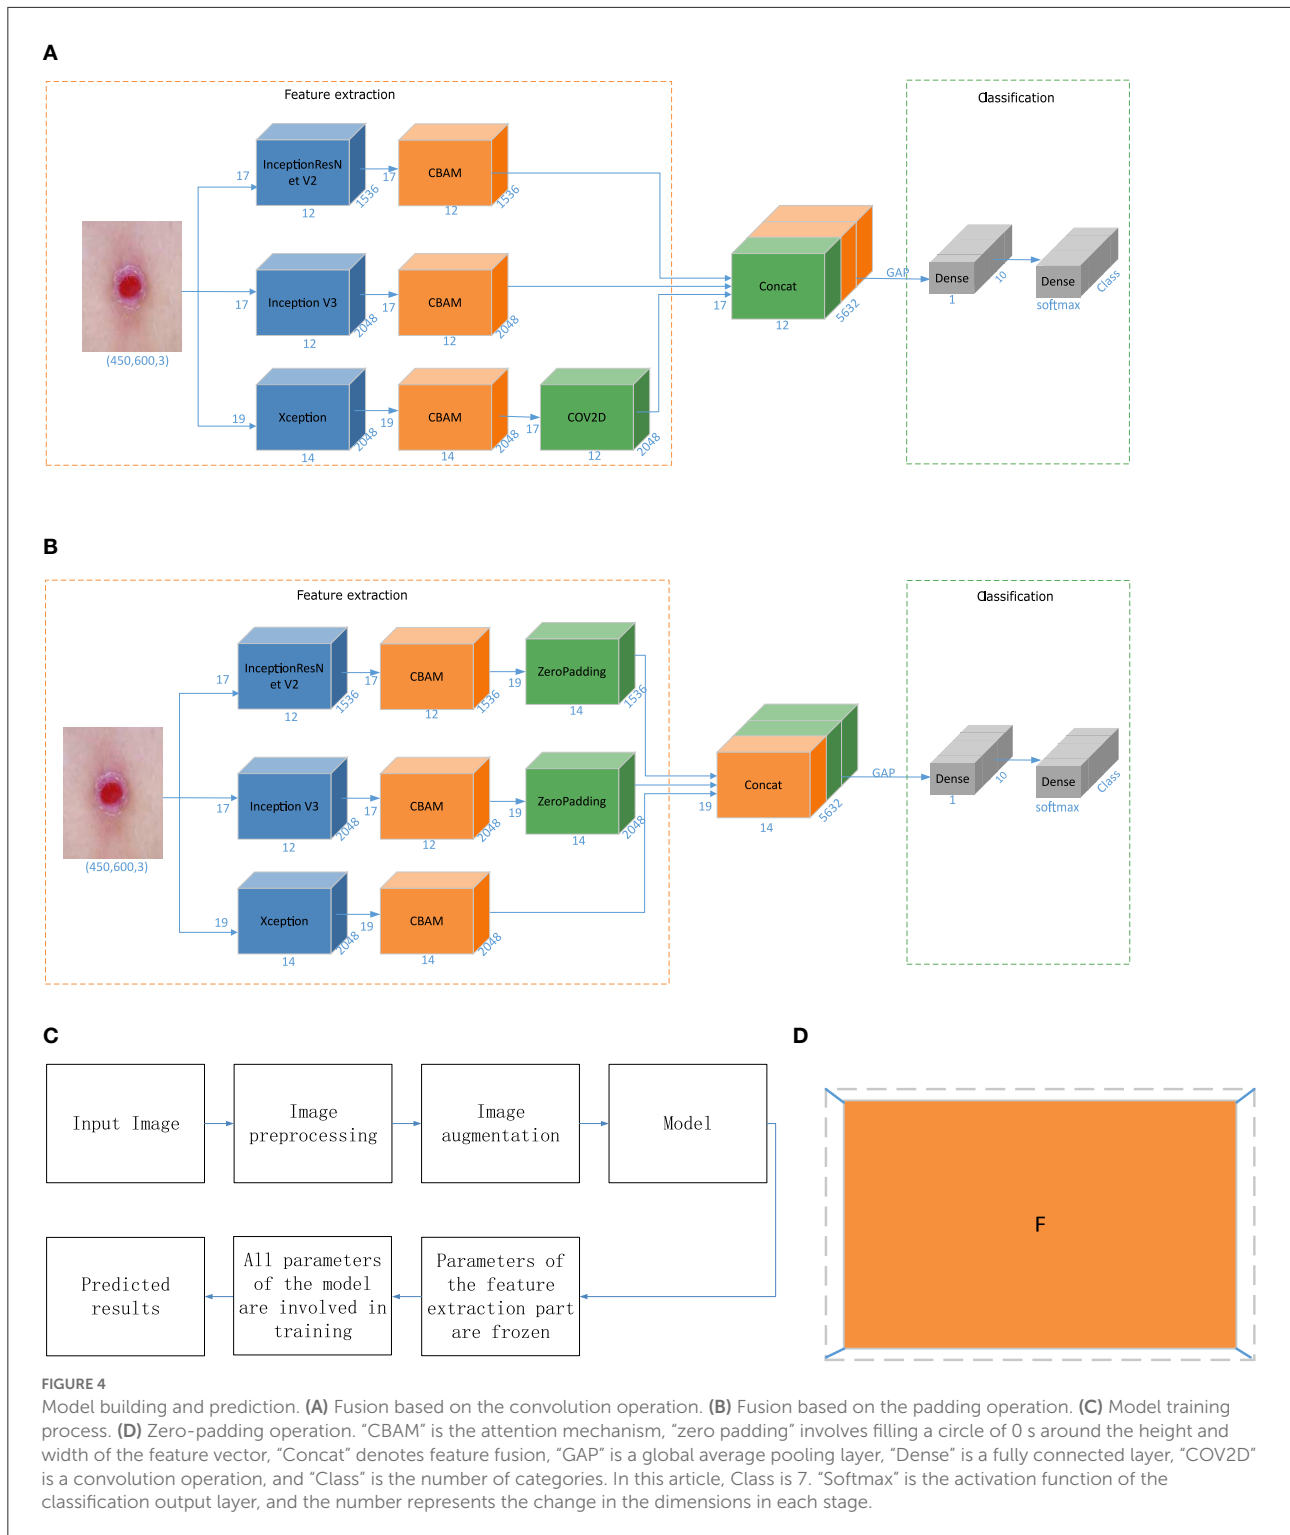 A
Feature extraction
Classification
InceptionResN
et V2
17
12
1536
CBAM
17
12
1536
Inception V3
17
12
2048
CBAM
17
12
2048
(450,600,3)
Xception
19
14
2048
CBAM
19
14
2048
COV2D
17
12
2048
Concat
17
12
5632
GAP
Dense
1
10
Dense
softmax
Class
B
Feature extraction
Classification
InceptionResN
et V2
17
12
1536
CBAM
17
12
1536
ZeroPadding
19
14
1536
Inception V3
17
12
2048
CBAM
17
12
2048
ZeroPadding
19
14
2048
(450,600,3)
Xception
19
14
2048
CBAM
19
14
2048
Concat
19
14
5632
GAP
Dense
1
10
Dense
softmax
Class
C
Input Image
Image
preprocessing
Image
augmentation
Model
Predicted
results
All parameters
of the model
are involved in
training
Parameters of
the feature
extraction part
are frozen
D
F
FIGURE 4
Model building and prediction. (A) Fusion based on the convolution operation. (B) Fusion based on the padding operation. (C) Model training
process. (D) Zero-padding operation. “CBAM” is the attention mechanism, “zero padding” involves filling a circle of 0 s around the height and
width of the feature vector, “Concat” denotes feature fusion, “GAP” is a global average pooling layer, “Dense” is a fully connected layer, “COV2D”
is a convolution operation, and “Class” is the number of categories. In this article, Class is 7. “Softmax” is the activation function of the
classification output layer, and the number represents the change in the dimensions in each stage.